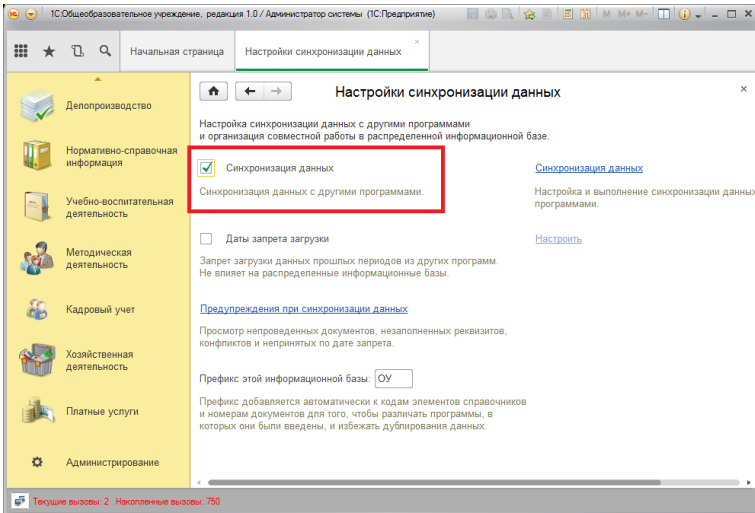 1С:Общеобразовательное учреждение, редакция 1.0 / Администратор системы (1С:Предприятие)
M M+ M-
Начальная страница
Настройки синхронизации данных
Делопроизводство
Нормативно-справочная
информация
Учебно-воспитательная
деятельность
Методическая
деятельность
Кадровый учет
Хозяйственная
деятельность
Платные услуги
Администрирование
Настройки синхронизации данных
Настройка синхронизации данных с другими программами
и организация совместной работы в распределенной информационной базе.
Синхронизация данных
Синхронизация данных
Синхронизация данных с другими программами.
Настройка и выполнение синхронизации данных
программами.
Даты запрета загрузки
Настроить
Запрет загрузки данных прошлых периодов из других программ.
Не влияет на распределенные информационные базы.
Предупреждения при синхронизации данных
Просмотр непроведенных документов, незаполненных реквизитов,
конфликтов и непринятых по дате запрета.
Префикс этой информационной базы: ОУ
Префикс добавляется автоматически к кодам элементов справочников
и номерам документов для того, чтобы различать программы, в
которых они были введены, и избежать дублирования данных.
Текущие вызовы: 2 Накопленные вызовы: 750